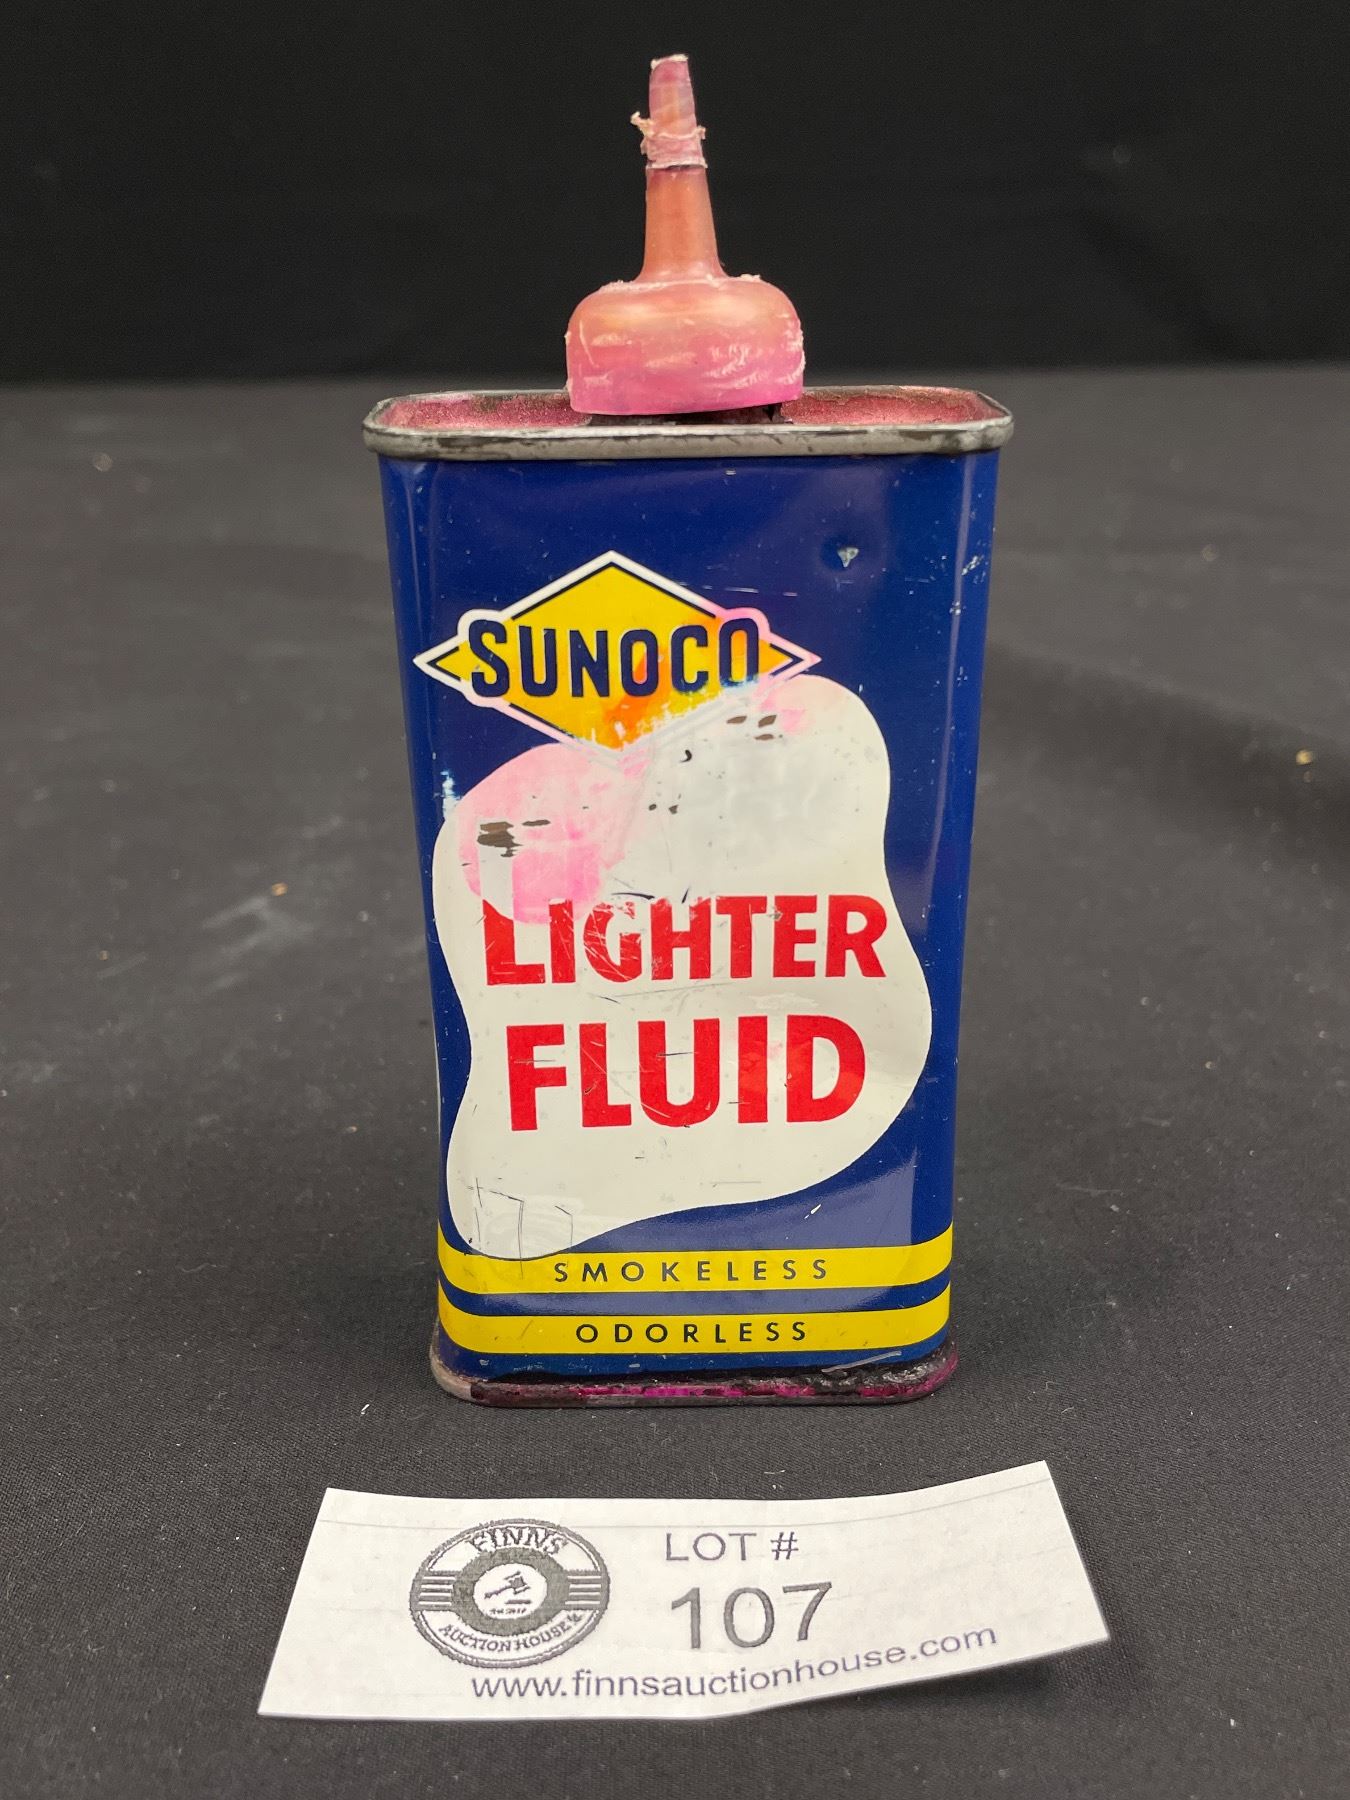 SUNOCO
LIGHTER
FLUID
SMOKELESS
ODORLESS
FINNS
AUCTION HOUSE
LOT #
107
www.finnsauctionhouse.com